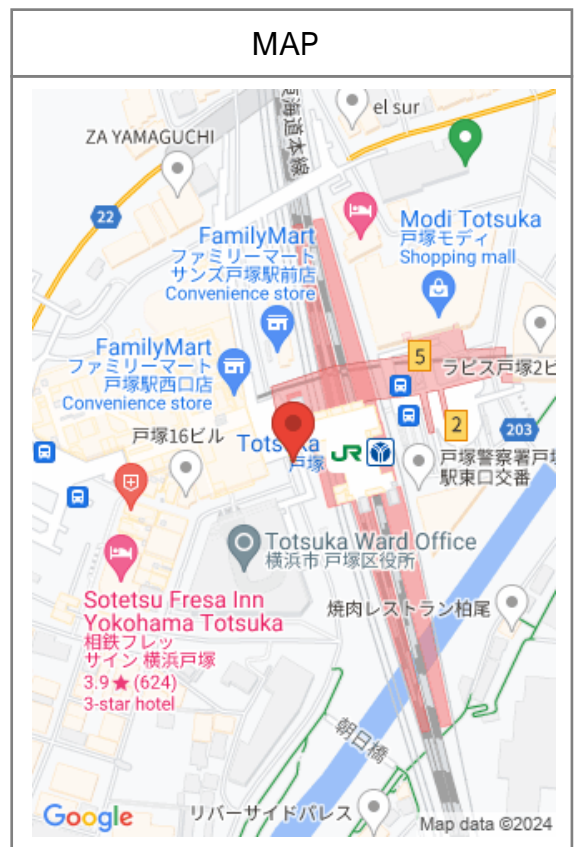 MAP
東海道本線
el sur
ZA YAMAGUCHI
22
Modi Totsuka
戸塚モディ
Shopping mall
FamilyMart
ファミリーマート
サンズ戸塚駅前店
Convenience store
FamilyMart
ファミリーマート
戸塚駅西口店
Convenience store
5
ラピス戸塚2ビ
2
203
戸塚16ビル
Totsuka
戸塚
JR
戸塚警察署戸塚
駅東口交番
Totsuka Ward Office
横浜市 戸塚区役所
Sotetsu Fresa Inn
Yokohama Totsuka
相鉄フレッ
サイン 横浜戸塚
3.9★(624)
3-star hotel
焼肉レストラン柏尾
朝日橋
リバーサイドパレス
Google
Map data ©2024